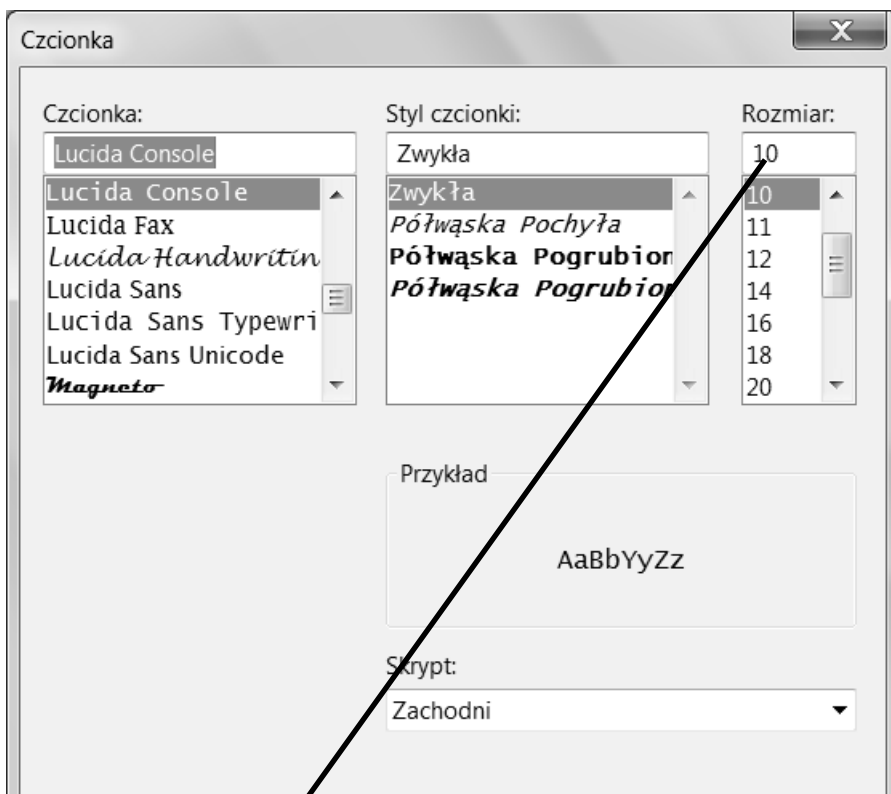 Czcionka
Czcionka:
Styl czcionki:
Rozmiar:
Lucida Console
Zwykła
10
Lucida Console
Lucida Fax
Lucida Handwritin
Lucida Sans
Lucida Sans Typewri
Lucida Sans Unicode
Magneto
Zwykła
Półwąska Pochyła
Półwąska Pogrubion
Półwąska Pogrubion
10
11
12
14
16
18
20
Przykład
AaBbYyZz
Skrypt:
Zachodni